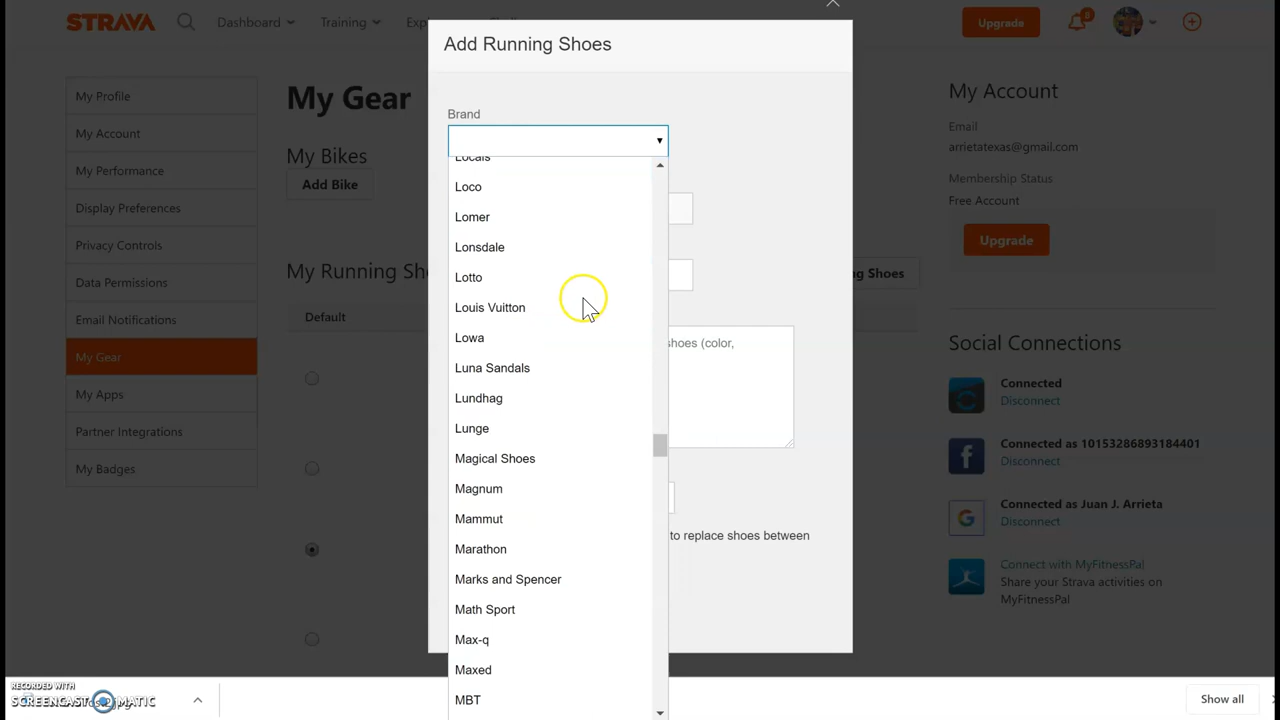 STRAVA
Dashboard
Training
8
Upgrade
My Profile
My Account
My Performance
Display Preferences
Privacy Controls
Data Permissions
Email Notifications
My Gear
My Apps
Partner Integrations
My Badges
My Gear
My Bikes
Add Bike
My Running Sh
Default
Add Running Shoes
Brand
Locals
Loco
Lomer
Lonsdale
Lotto
Louis Vuitton
Lowa
Luna Sandals
Lundhag
Lunge
Magical Shoes
Magnum
Mammut
Marathon
Marks and Spencer
Math Sport
Max-q
Maxed
MBT
shoes (color,
to replace shoes between
ng Shoes
My Account
Email
arrietatexas@gmail.com
Membership Status
Free Account
Upgrade
Social Connections
Connected
Disconnect
Connected as 10153286893184401
Disconnect
Connected as Juan J. Arrieta
Disconnect
Connect with MyFitnessPal
Share your Strava activities on
MyFitnessPal
RECORDED WITH
SCREENCAST MATIC
Show all